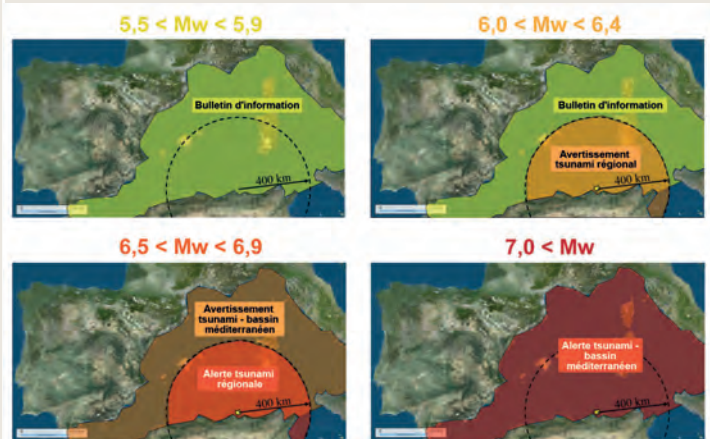 5,5 < Mw < 5,9
Bulletin d'information
400 km
6,0 < Mw < 6,4
Bulletin d'information
Avertissement
tsunami régional
400 km
6,5 < Mw < 6,9
Avertissement
tsunami - bassin
méditerranéen
Alerte tsunami
régionale
400 km
7,0 < Mw
Alerte tsunami -
bassin
méditerranéen
400 km